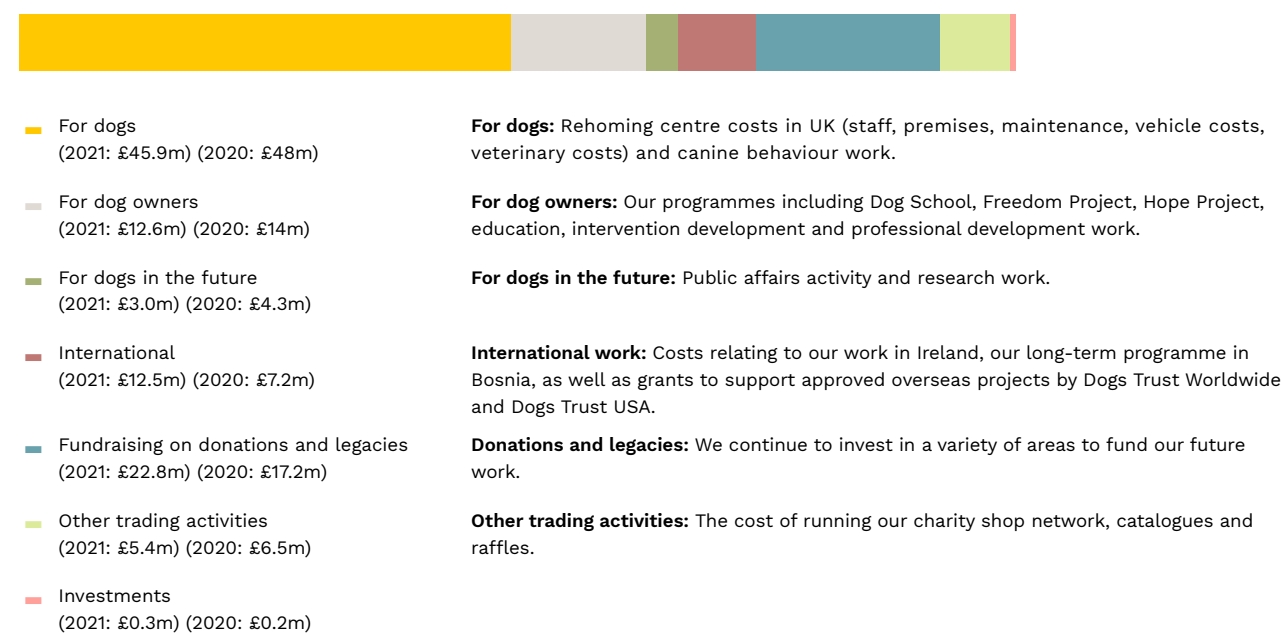 For dogs
(2021: £45.9m) (2020: £48m)
For dogs: Rehoming centre costs in UK (staff, premises, maintenance, vehicle costs,
veterinary costs) and canine behaviour work.
For dog owners
(2021: £12.6m) (2020: £14m)
For dog owners: Our programmes including Dog School, Freedom Project, Hope Project,
education, intervention development and professional development work.
For dogs in the future
(2021: £3.0m) (2020: £4.3m)
For dogs in the future: Public affairs activity and research work.
International
(2021: £12.5m) (2020: £7.2m)
International work: Costs relating to our work in Ireland, our long-term programme in
Bosnia, as well as grants to support approved overseas projects by Dogs Trust Worldwide
and Dogs Trust USA.
Fundraising on donations and legacies
(2021: £22.8m) (2020: £17.2m)
Donations and legacies: We continue to invest in a variety of areas to fund our future
work.
Other trading activities
(2021: £5.4m) (2020: £6.5m)
Other trading activities: The cost of running our charity shop network, catalogues and
raffles.
Investments
(2021: £0.3m) (2020: £0.2m)